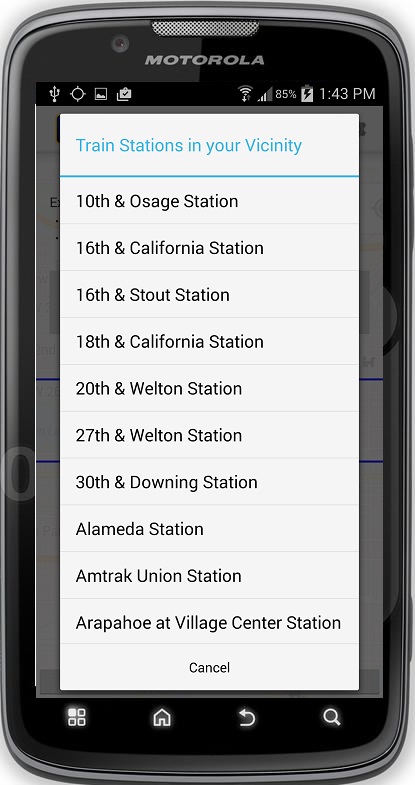 MOTOROLA
85% 1:43 PM
Train Stations in your Vicinity
10th & Osage Station
16th & California Station
16th & Stout Station
18th & California Station
20th & Welton Station
27th & Welton Station
30th & Downing Station
Alameda Station
Amtrak Union Station
Arapahoe at Village Center Station
Cancel